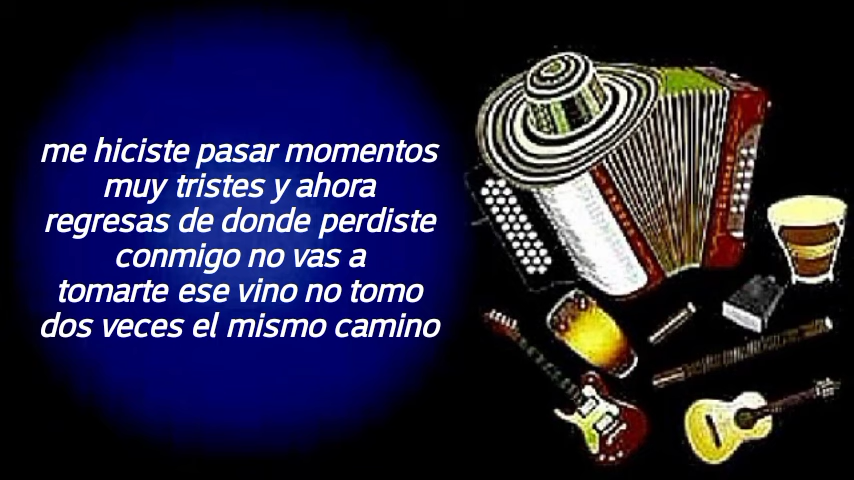 me hiciste pasar momentos
muy tristes y ahora
regresas de donde perdiste
conmigo no vas a
tomarte ese vino no tomo
dos veces el mismo camino